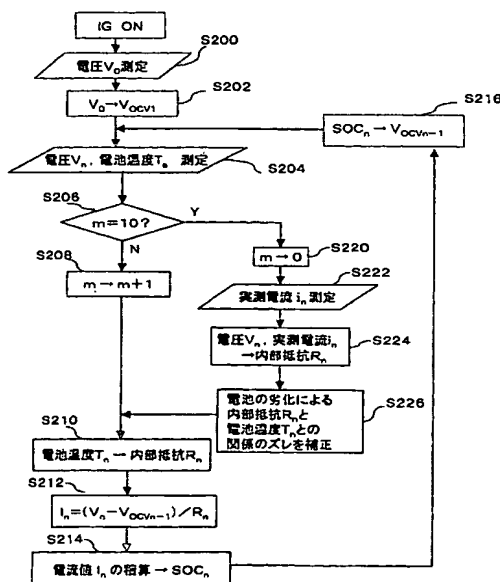 IG ON
S200
電圧V₀測定
S202
V₀→V_OCV1
S216
SOCₙ → V_OCVn−1
S204
電圧Vₙ，電池温度Tₙ 測定
S206
m＝10？
Y
N
S208
m → m＋1
S220
m → 0
S222
実測電流 iₙ 測定
S224
電圧Vₙ，実測電流iₙ
→内部抵抗Rₙ
S226
電池の劣化による
内部抵抗Rₙと
電池温度Tₙとの
関係のズレを補正
S210
電池温度Tₙ→内部抵抗Rₙ
S212
Iₙ＝(Vₙ−V_OCVn−1)／Rₙ
S214
電流値 Iₙ の積算 → SOCₙ